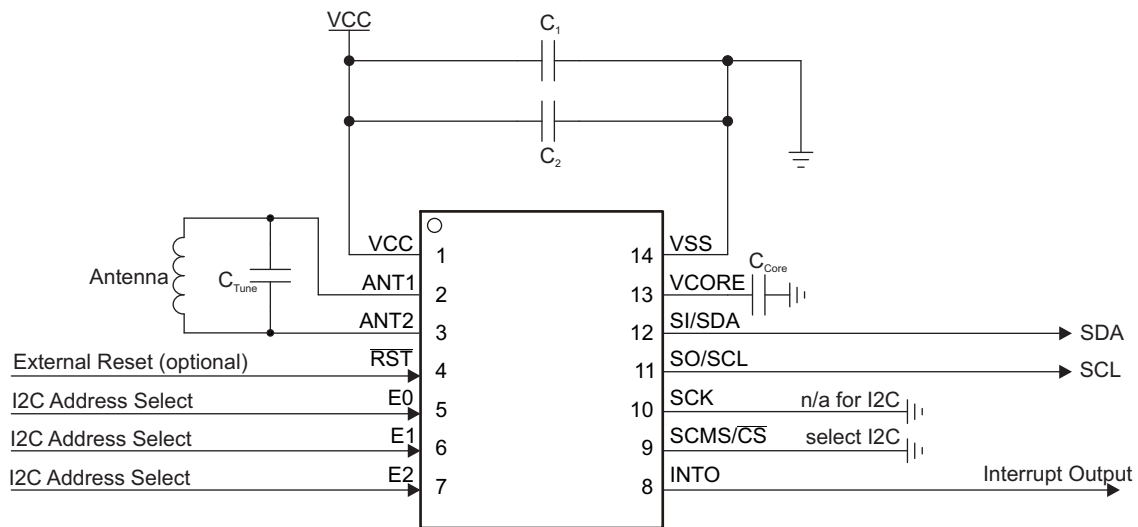 VCC
C1
C2
VCC 1
14 VSS
Antenna
CTune
ANT1 2
13 VCORE
CCore
ANT2 3
12 SI/SDA
SDA
External Reset (optional) RST 4
11 SO/SCL
SCL
I2C Address Select E0 5
10 SCK n/a for I2C
I2C Address Select E1 6
9 SCMS/CS select I2C
I2C Address Select E2 7
8 INTO Interrupt Output